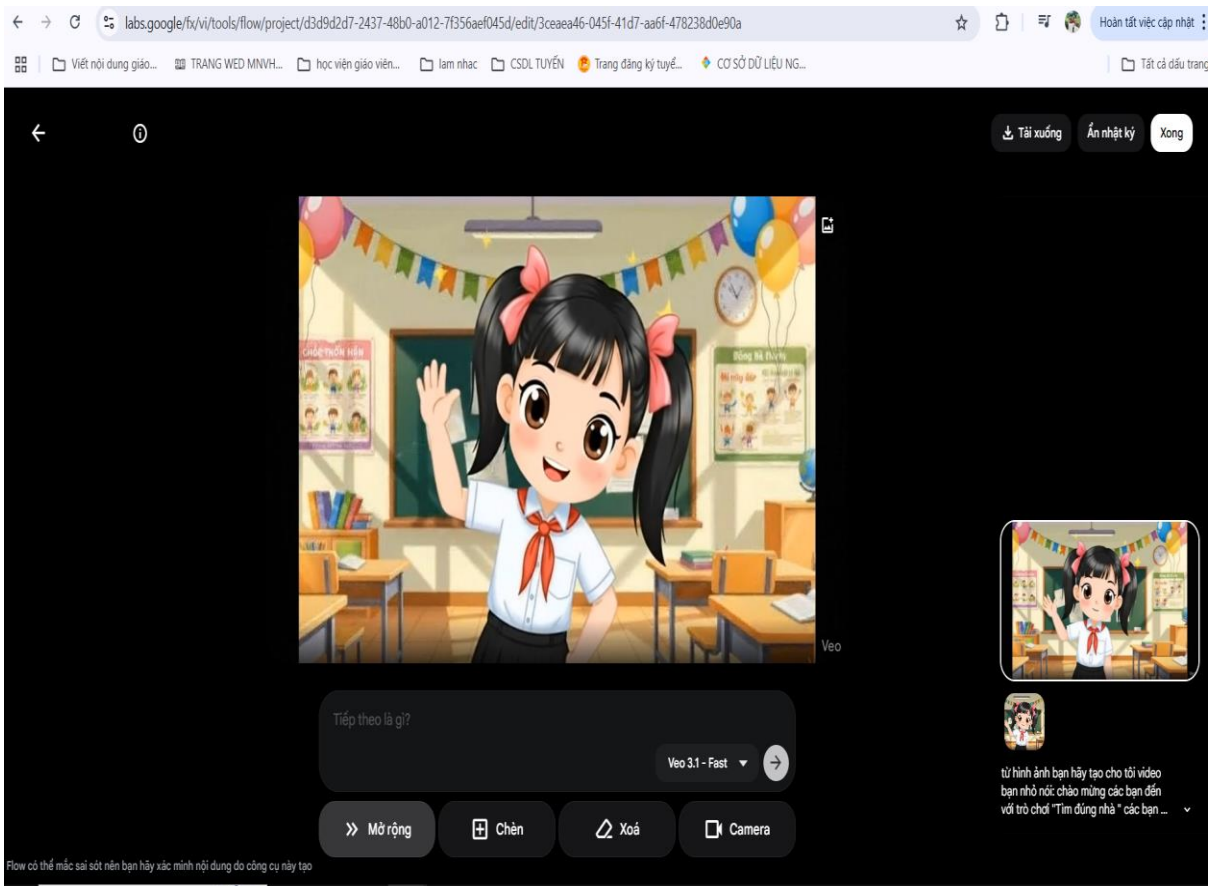 labs.google/fx/vi/tools/flow/project/d3d9d2d7-2437-48b0-a012-7f356aef045d/edit/3ceaea46-045f-41d7-aa6f-478238d0e90a
Hoàn tất việc cập nhật
Viết nội dung giáo... TRANG WED MNVH... học viện giáo viên... lam nhac CSDL TUYẾN Trang đăng ký tuyể... CƠ SỞ DỮ LIỆU NG... Tất cả dấu trang
Tải xuống Ẩn nhật ký Xong
Veo
Tiếp theo là gì?
Veo 3.1 - Fast
Mở rộng Chèn Xoá Camera
từ hình ảnh bạn hãy tạo cho tôi video
bạn nhỏ nói: chào mừng các bạn đến
với trò chơi "Tìm đúng nhà " các bạn ...
Flow có thể mắc sai sót nên bạn hãy xác minh nội dung do công cụ này tạo